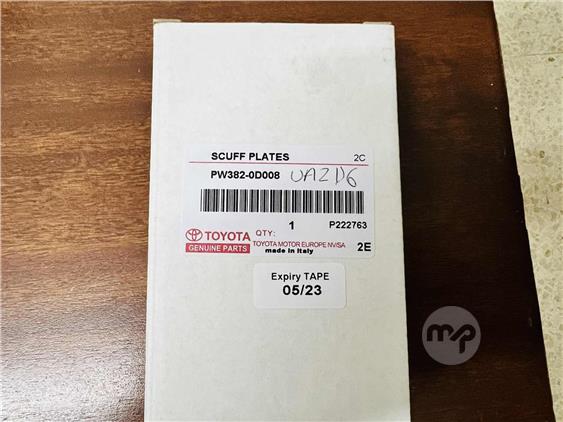 SCUFF PLATES 2C
PW382-0D008
1 P222763
TOYOTA QTY:
GENUINE PARTS TOYOTA MOTOR EUROPE NV/SA 2E
made in Italy
Expiry TAPE
05/23
mp